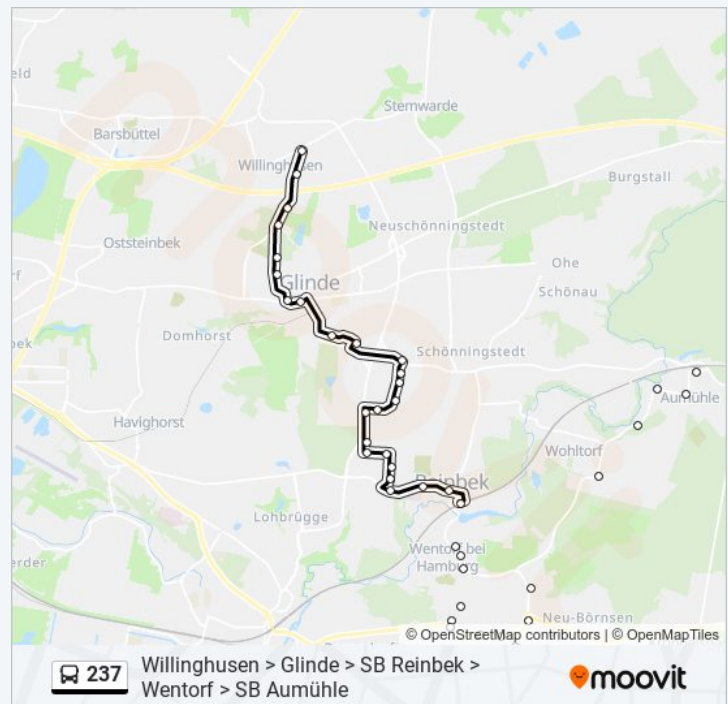 Stemwarde
Barsbüttel
Willinghusen
Burgstall
Neuschönningstedt
Oststeinbek
Ohe
Glinde
Schönau
Domhorst
Schönningstedt
Aumühle
Havighorst
Wohltorf
Reinbek
Lohbrügge
Wentorf bei
Hamburg
Neu-Börnsen
© OpenStreetMap contributors | © OpenMapTiles
237
Willinghusen > Glinde > SB Reinbek >
Wentorf > SB Aumühle
moovit